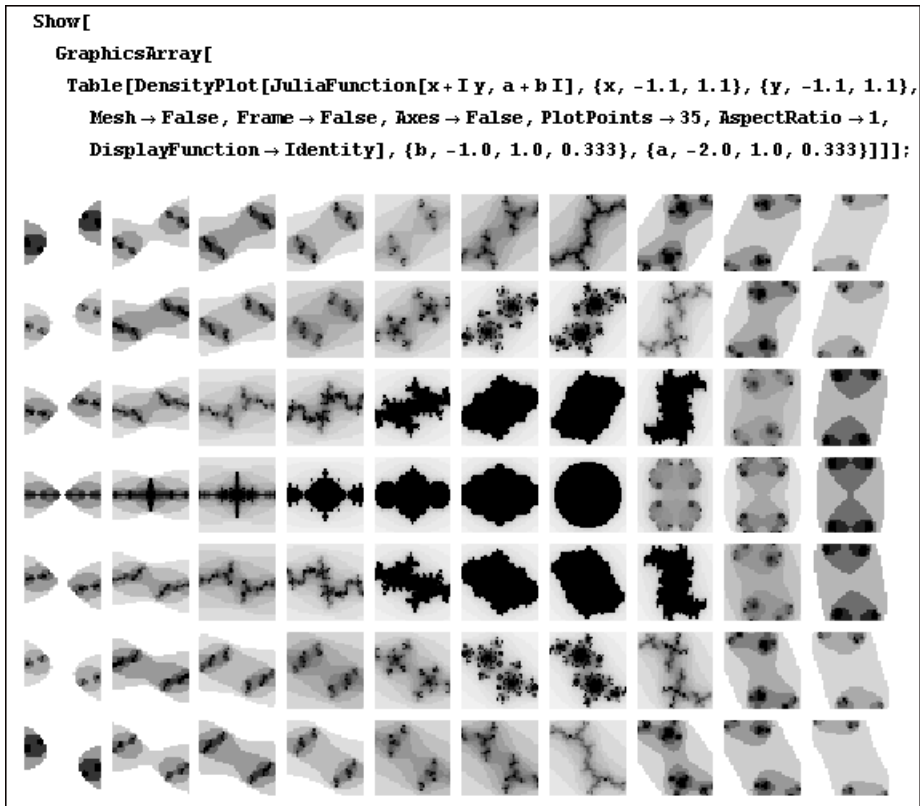 Show[
GraphicsArray[
Table[DensityPlot[JuliaFunction[x + I y, a + b I], {x, -1.1, 1.1}, {y, -1.1, 1.1},
Mesh → False, Frame → False, Axes → False, PlotPoints → 35, AspectRatio → 1,
DisplayFunction → Identity], {b, -1.0, 1.0, 0.333}, {a, -2.0, 1.0, 0.333}]]];